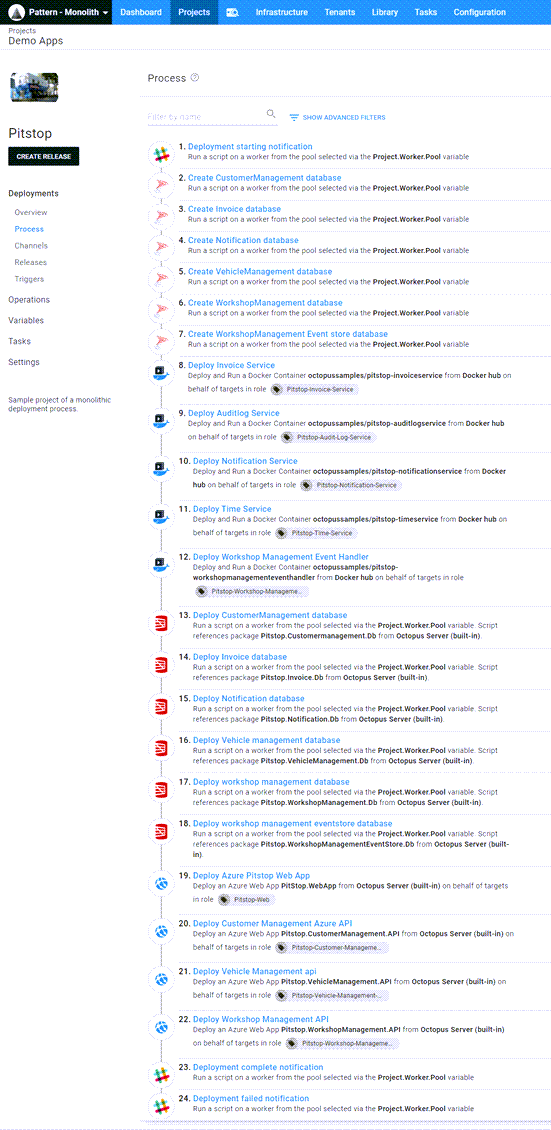 Pattern - Monolith Dashboard Projects Infrastructure Tenants Library Tasks Configuration
Projects
Demo Apps
Process
Filter by name
SHOW ADVANCED FILTERS
Pitstop
CREATE RELEASE
Deployments
Overview
Process
Channels
Releases
Triggers
Operations
Variables
Tasks
Settings
Sample project of a monolithic
deployment process.
1. Deployment starting notification
Run a script on a worker from the pool selected via the Project.Worker.Pool variable
2. Create CustomerManagement database
Run a script on a worker from the pool selected via the Project.Worker.Pool variable
3. Create Invoice database
Run a script on a worker from the pool selected via the Project.Worker.Pool variable
4. Create Notification database
Run a script on a worker from the pool selected via the Project.Worker.Pool variable
5. Create VehicleManagement database
Run a script on a worker from the pool selected via the Project.Worker.Pool variable
6. Create WorkshopManagement database
Run a script on a worker from the pool selected via the Project.Worker.Pool variable
7. Create WorkshopManagement Event store database
Run a script on a worker from the pool selected via the Project.Worker.Pool variable
8. Deploy Invoice Service
Deploy and Run a Docker Container octopussamples/pitstop-invoiceservice from Docker hub on
behalf of targets in role Pitstop-Invoice-Service
9. Deploy Auditlog Service
Deploy and Run a Docker Container octopussamples/pitstop-auditlogservice from Docker hub
on behalf of targets in role Pitstop-Audit-Log-Service
10. Deploy Notification Service
Deploy and Run a Docker Container octopussamples/pitstop-notificationservice from Docker
hub on behalf of targets in role Pitstop-Notification-Service
11. Deploy Time Service
Deploy and Run a Docker Container octopussamples/pitstop-timeservice from Docker hub on
behalf of targets in role Pitstop-Time-Service
12. Deploy Workshop Management Event Handler
Deploy and Run a Docker Container octopussamples/pitstop-
workshopmanagementeventhandler from Docker hub on behalf of targets in role
Pitstop-Workshop-Manageme...
13. Deploy CustomerManagement database
Run a script on a worker from the pool selected via the Project.Worker.Pool variable. Script
references package Pitstop.Customermanagement.Db from Octopus Server (built-in).
14. Deploy Invoice database
Run a script on a worker from the pool selected via the Project.Worker.Pool variable. Script
references package Pitstop.Invoice.Db from Octopus Server (built-in).
15. Deploy Notification database
Run a script on a worker from the pool selected via the Project.Worker.Pool variable. Script
references package Pitstop.Notification.Db from Octopus Server (built-in).
16. Deploy Vehicle management database
Run a script on a worker from the pool selected via the Project.Worker.Pool variable. Script
references package Pitstop.VehicleManagement.Db from Octopus Server (built-in).
17. Deploy workshop management database
Run a script on a worker from the pool selected via the Project.Worker.Pool variable. Script
references package Pitstop.WorkshopManagement.Db from Octopus Server (built-in).
18. Deploy workshop management eventstore database
Run a script on a worker from the pool selected via the Project.Worker.Pool variable. Script
references package Pitstop.WorkshopManagementEventStore.Db from Octopus Server (built-
in).
19. Deploy Azure Pitstop Web App
Deploy an Azure Web App PitStop.WebApp from Octopus Server (built-in) on behalf of targets
in role Pitstop-Web
20. Deploy Customer Management Azure API
Deploy an Azure Web App Pitstop.CustomerManagement.API from Octopus Server (built-in) on
behalf of targets in role Pitstop-Customer-Manageme...
21. Deploy Vehicle Management api
Deploy an Azure Web App Pitstop.VehicleManagement.API from Octopus Server (built-in) on
behalf of targets in role Pitstop-Vehicle-Management-...
22. Deploy Workshop Management API
Deploy an Azure Web App Pitstop.WorkshopManagement.API from Octopus Server (built-in)
on behalf of targets in role Pitstop-Workshop-Manageme...
23. Deployment complete notification
Run a script on a worker from the pool selected via the Project.Worker.Pool variable
24. Deployment failed notification
Run a script on a worker from the pool selected via the Project.Worker.Pool variable